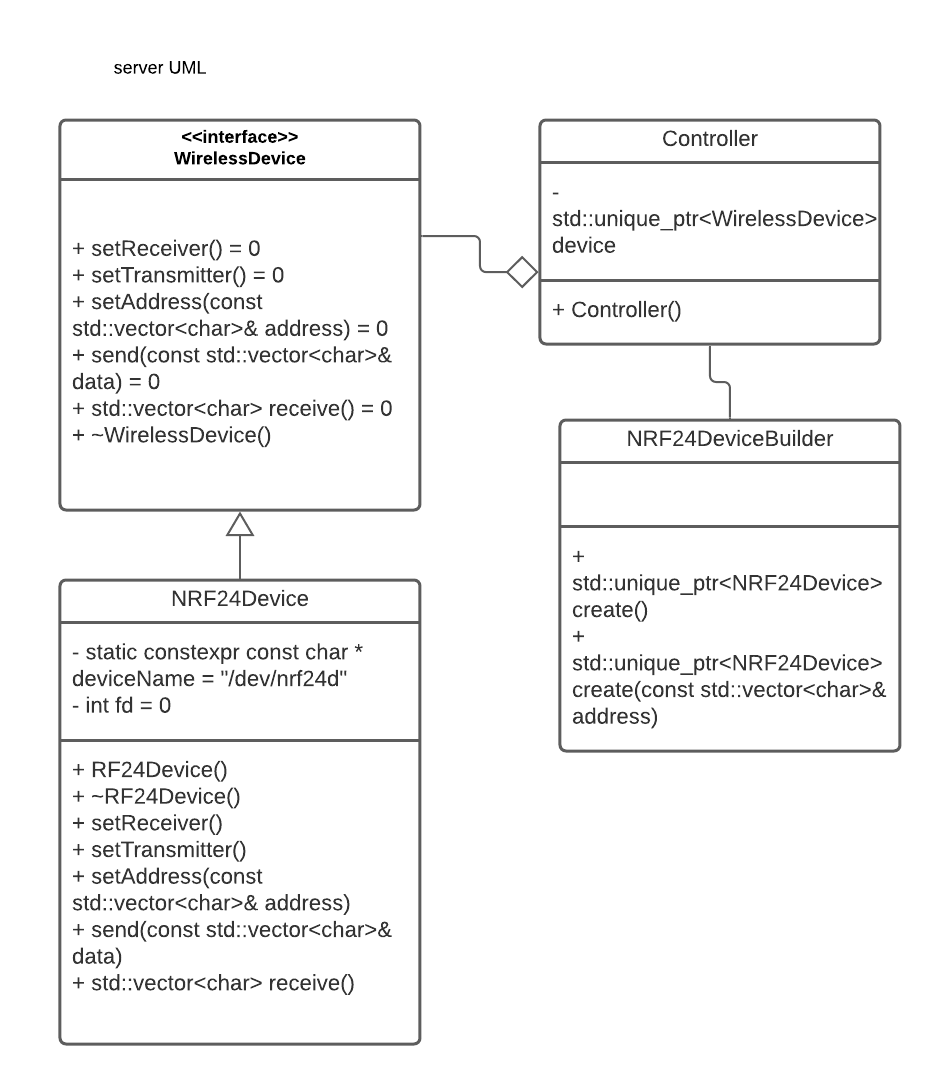 server UML
<<interface>>
WirelessDevice
+ setReceiver() = 0
+ setTransmitter() = 0
+ setAddress(const
std::vector<char>& address) = 0
+ send(const std::vector<char>&
data) = 0
+ std::vector<char> receive() = 0
+ ~WirelessDevice()
Controller
-
std::unique_ptr<WirelessDevice>
device
+ Controller()
NRF24DeviceBuilder
+
std::unique_ptr<NRF24Device>
create()
+
std::unique_ptr<NRF24Device>
create(const std::vector<char>&
address)
NRF24Device
- static constexpr const char *
deviceName = "/dev/nrf24d"
- int fd = 0
+ RF24Device()
+ ~RF24Device()
+ setReceiver()
+ setTransmitter()
+ setAddress(const
std::vector<char>& address)
+ send(const std::vector<char>&
data)
+ std::vector<char> receive()